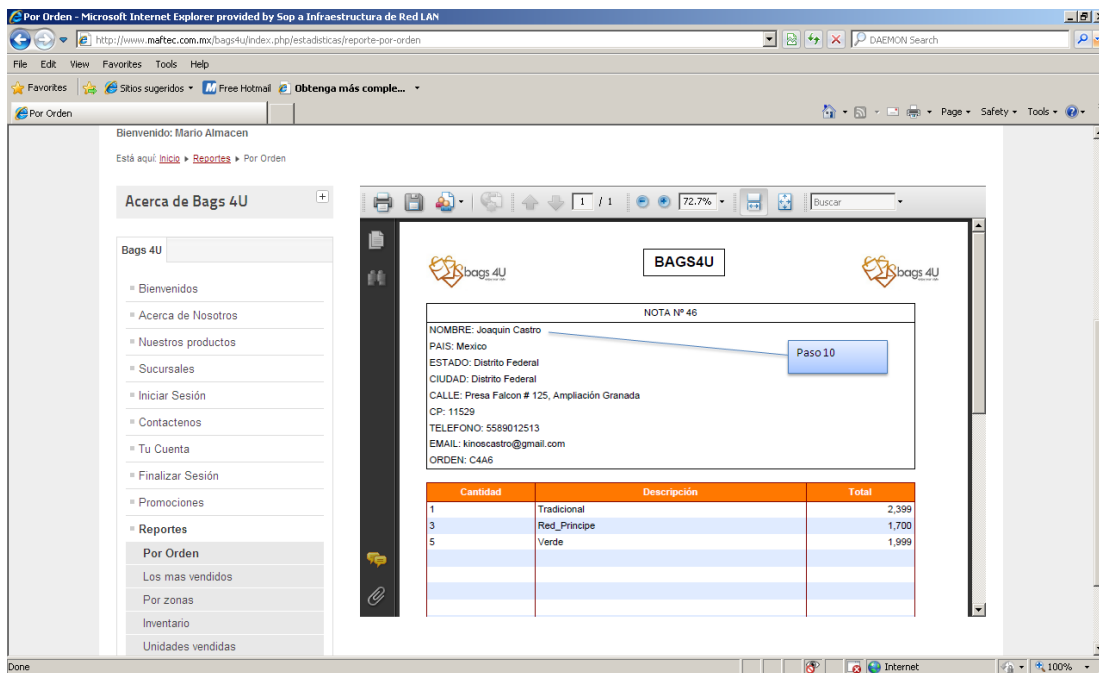 Por Orden - Microsoft Internet Explorer provided by Sop a Infraestructura de Red LAN
http://www.maftec.com.mx/bags4u/index.php/estadisticas/reporte-por-orden
DAEMON Search
File Edit View Favorites Tools Help
Favorites Sitios sugeridos Free Hotmail Obtenga más comple...
Por Orden
Page Safety Tools
Bienvenido: Mario Almacen
Está aquí: Inicio Reportes Por Orden
Acerca de Bags 4U
+
1 / 1 72.7% Buscar
Bags 4U
Bienvenidos
Acerca de Nosotros
Nuestros productos
Sucursales
Iniciar Sesión
Contactenos
Tu Cuenta
Finalizar Sesión
Promociones
Reportes
Por Orden
Los mas vendidos
Por zonas
Inventario
Unidades vendidas
bags 4U
BAGS4U
bags 4U
NOTA Nº 46
NOMBRE: Joaquin Castro
PAIS: Mexico
ESTADO: Distrito Federal
CIUDAD: Distrito Federal
CALLE: Presa Falcon # 125, Ampliación Granada
CP: 11529
TELEFONO: 5589012513
EMAIL: kinoscastro@gmail.com
ORDEN: C4A6
Paso 10
Cantidad Descripción Total
1 Tradicional 2,399
3 Red_Principe 1,700
5 Verde 1,999
Done
Internet
100%